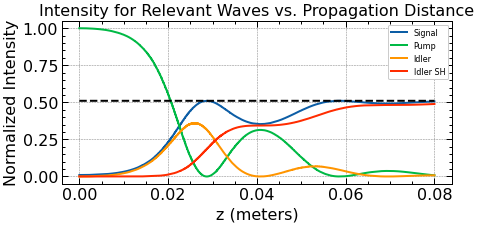 Intensity for Relevant Waves vs. Propagation Distance
Normalized Intensity
1.00
0.75
0.50
0.25
0.00
Signal
Pump
Idler
Idler SH
0.00 0.02 0.04 0.06 0.08
z (meters)